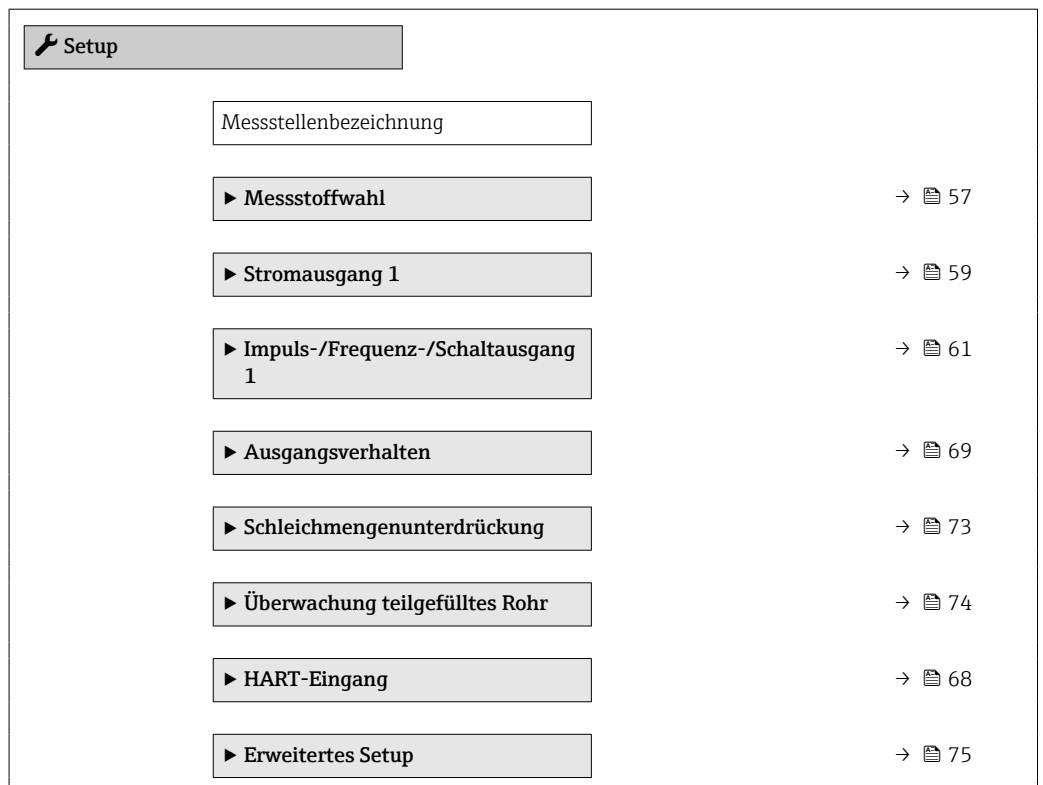 Setup
Messstellenbezeichnung
▶ Messstoffwahl → 57
▶ Stromausgang 1 → 59
▶ Impuls-/Frequenz-/Schaltausgang → 61
1
▶ Ausgangsverhalten → 69
▶ Schleichmengenunterdrückung → 73
▶ Überwachung teilgefülltes Rohr → 74
▶ HART-Eingang → 68
▶ Erweitertes Setup → 75